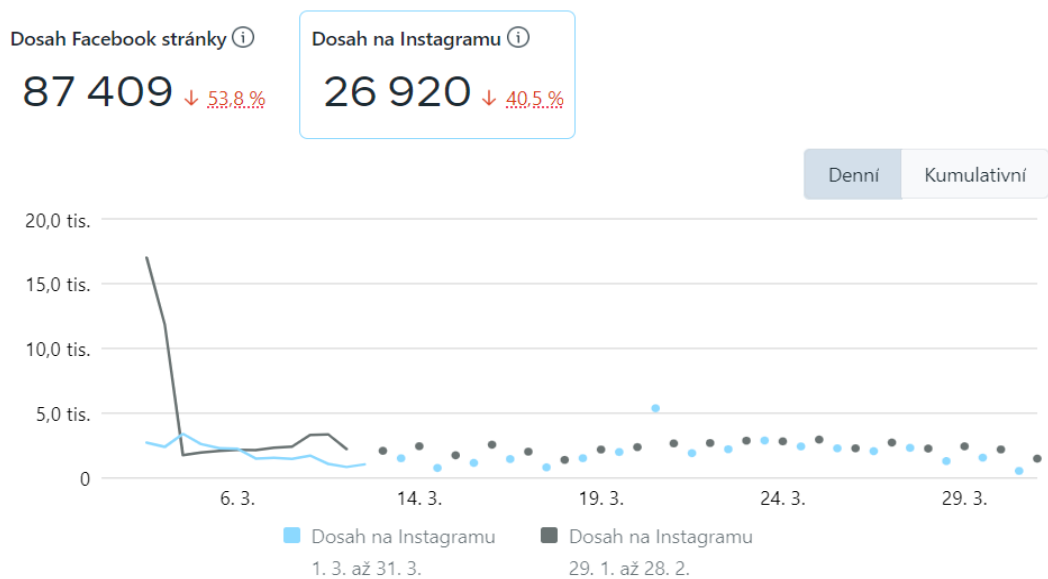 Dosah Facebook stránky
Dosah na Instagramu
87 409 ↓ 53,8 %
26 920 ↓ 40,5 %
Denní
Kumulativní
20,0 tis.
15,0 tis.
10,0 tis.
5,0 tis.
0
6. 3.
14. 3.
19. 3.
24. 3.
29. 3.
Dosah na Instagramu
1. 3. až 31. 3.
Dosah na Instagramu
29. 1. až 28. 2.